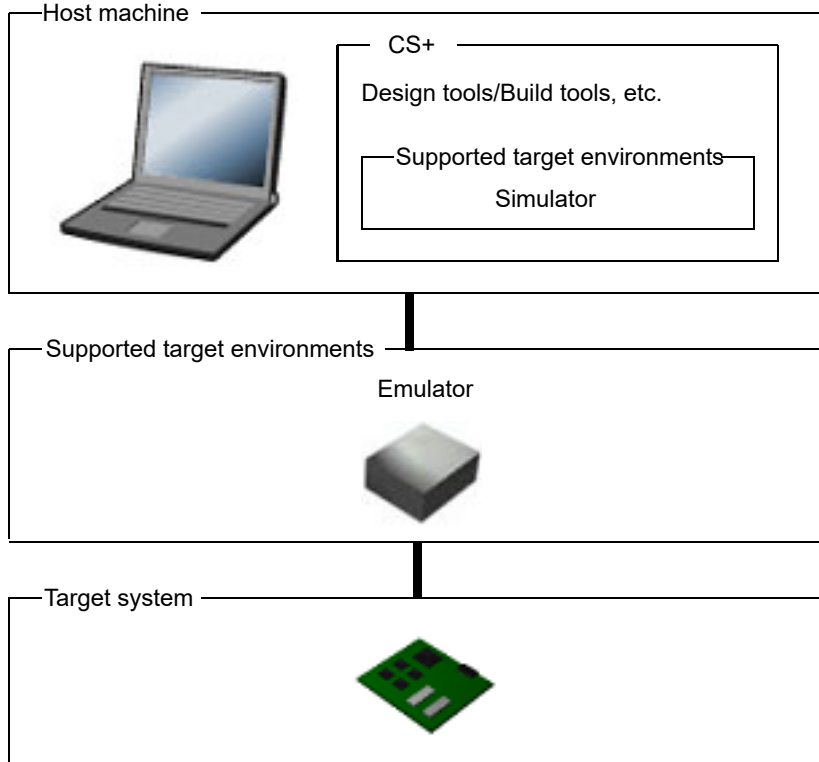 Host machine
CS+
Design tools/Build tools, etc.
Supported target environments
Simulator
Supported target environments
Emulator
Target system